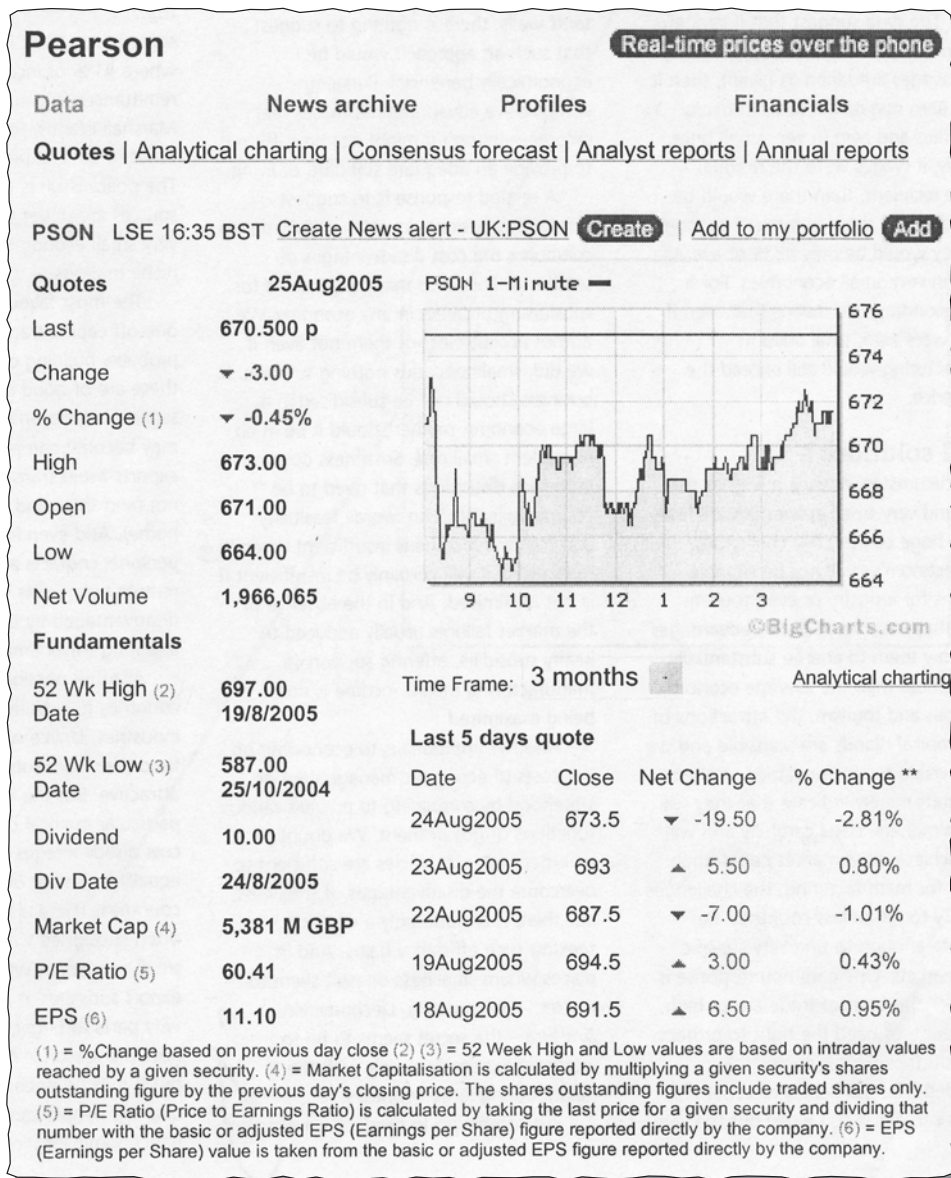 Pearson
Real-time prices over the phone
Data News archive Profiles Financials
Quotes | Analytical charting | Consensus forecast | Analyst reports | Annual reports
PSON LSE 16:35 BST Create News alert - UK:PSON Create | Add to my portfolio Add
Quotes 25Aug2005
Last 670.500 p
Change ▼ -3.00
% Change (1) ▼ -0.45%
High 673.00
Open 671.00
Low 664.00
Net Volume 1,966,065
Fundamentals
52 Wk High (2) 697.00
Date 19/8/2005
52 Wk Low (3) 587.00
Date 25/10/2004
Dividend 10.00
Div Date 24/8/2005
Market Cap (4) 5,381 M GBP
P/E Ratio (5) 60.41
EPS (6) 11.10
PSON 1-Minute
676
674
672
670
668
666
664
9 10 11 12 1 2 3
©BigCharts.com
Time Frame: 3 months Analytical charting
Last 5 days quote
Date Close Net Change % Change **
24Aug2005 673.5 ▼ -19.50 -2.81%
23Aug2005 693 ▲ 5.50 0.80%
22Aug2005 687.5 ▼ -7.00 -1.01%
19Aug2005 694.5 ▲ 3.00 0.43%
18Aug2005 691.5 ▲ 6.50 0.95%
(1) = %Change based on previous day close (2) (3) = 52 Week High and Low values are based on intraday values
reached by a given security. (4) = Market Capitalisation is calculated by multiplying a given security's shares
outstanding figure by the previous day's closing price. The shares outstanding figures include traded shares only.
(5) = P/E Ratio (Price to Earnings Ratio) is calculated by taking the last price for a given security and dividing that
number with the basic or adjusted EPS (Earnings per Share) figure reported directly by the company. (6) = EPS
(Earnings per Share) value is taken from the basic or adjusted EPS figure reported directly by the company.